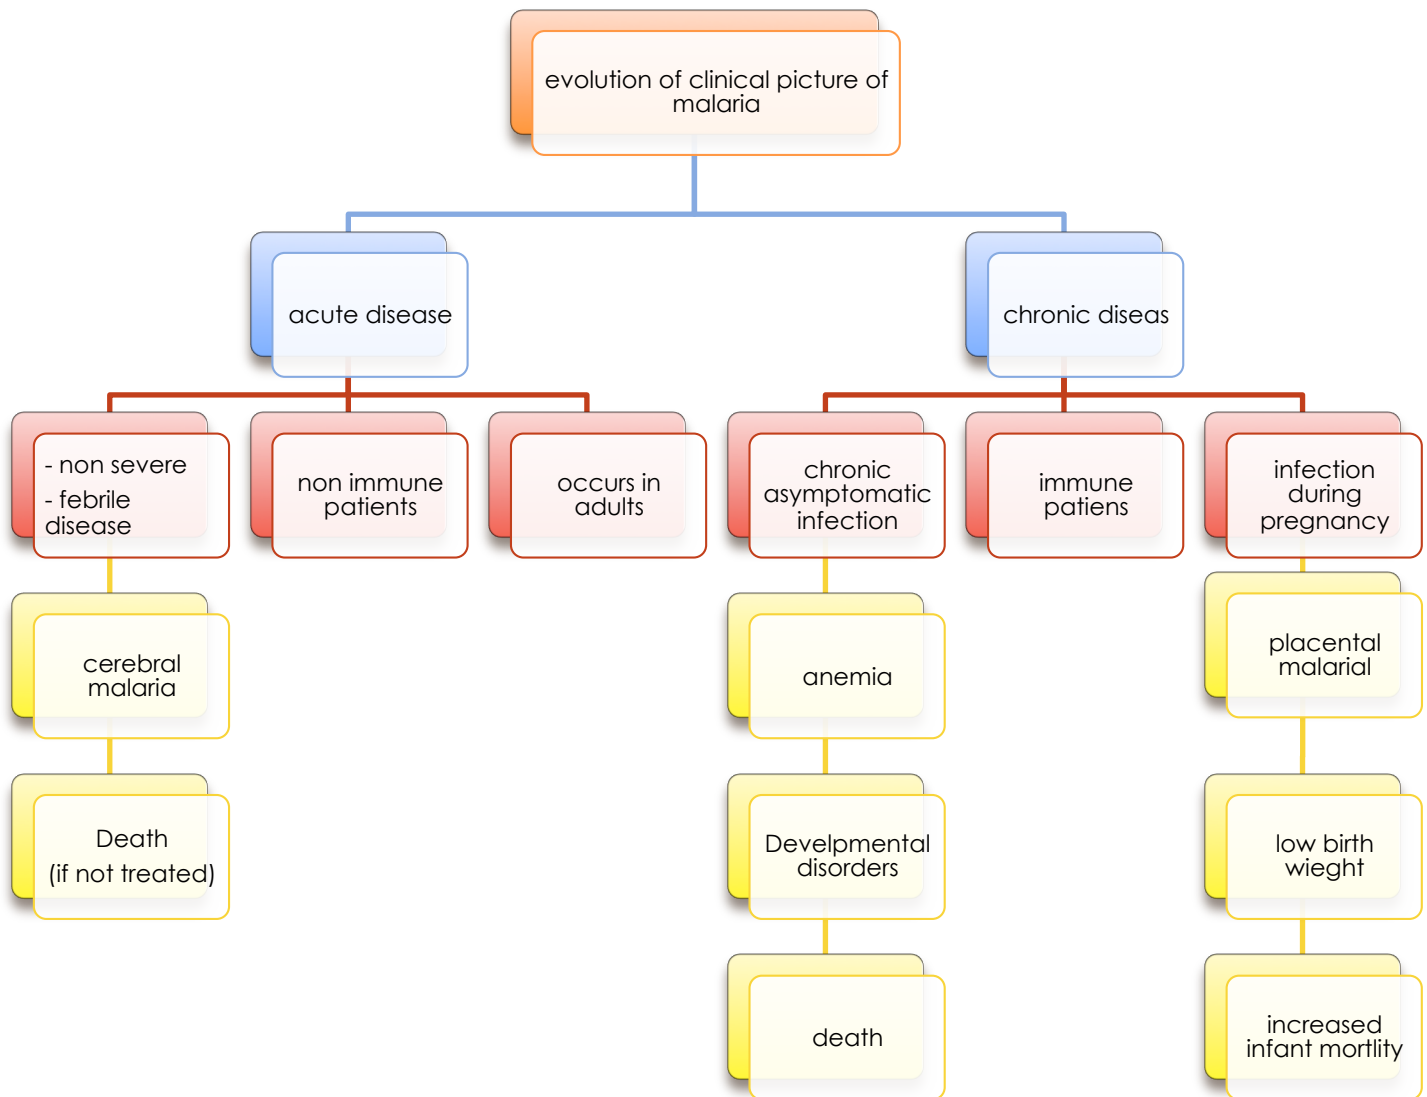 evolution of clinical picture of
malaria
acute disease
chronic diseas
- non severe
- febrile
disease
non immune
patients
occurs in
adults
chronic
asymptomatic
infection
immune
patiens
infection
during
pregnancy
cerebral
malaria
anemia
placental
malarial
Death
(if not treated)
Develpmental
disorders
low birth
wieght
death
increased
infant mortlity